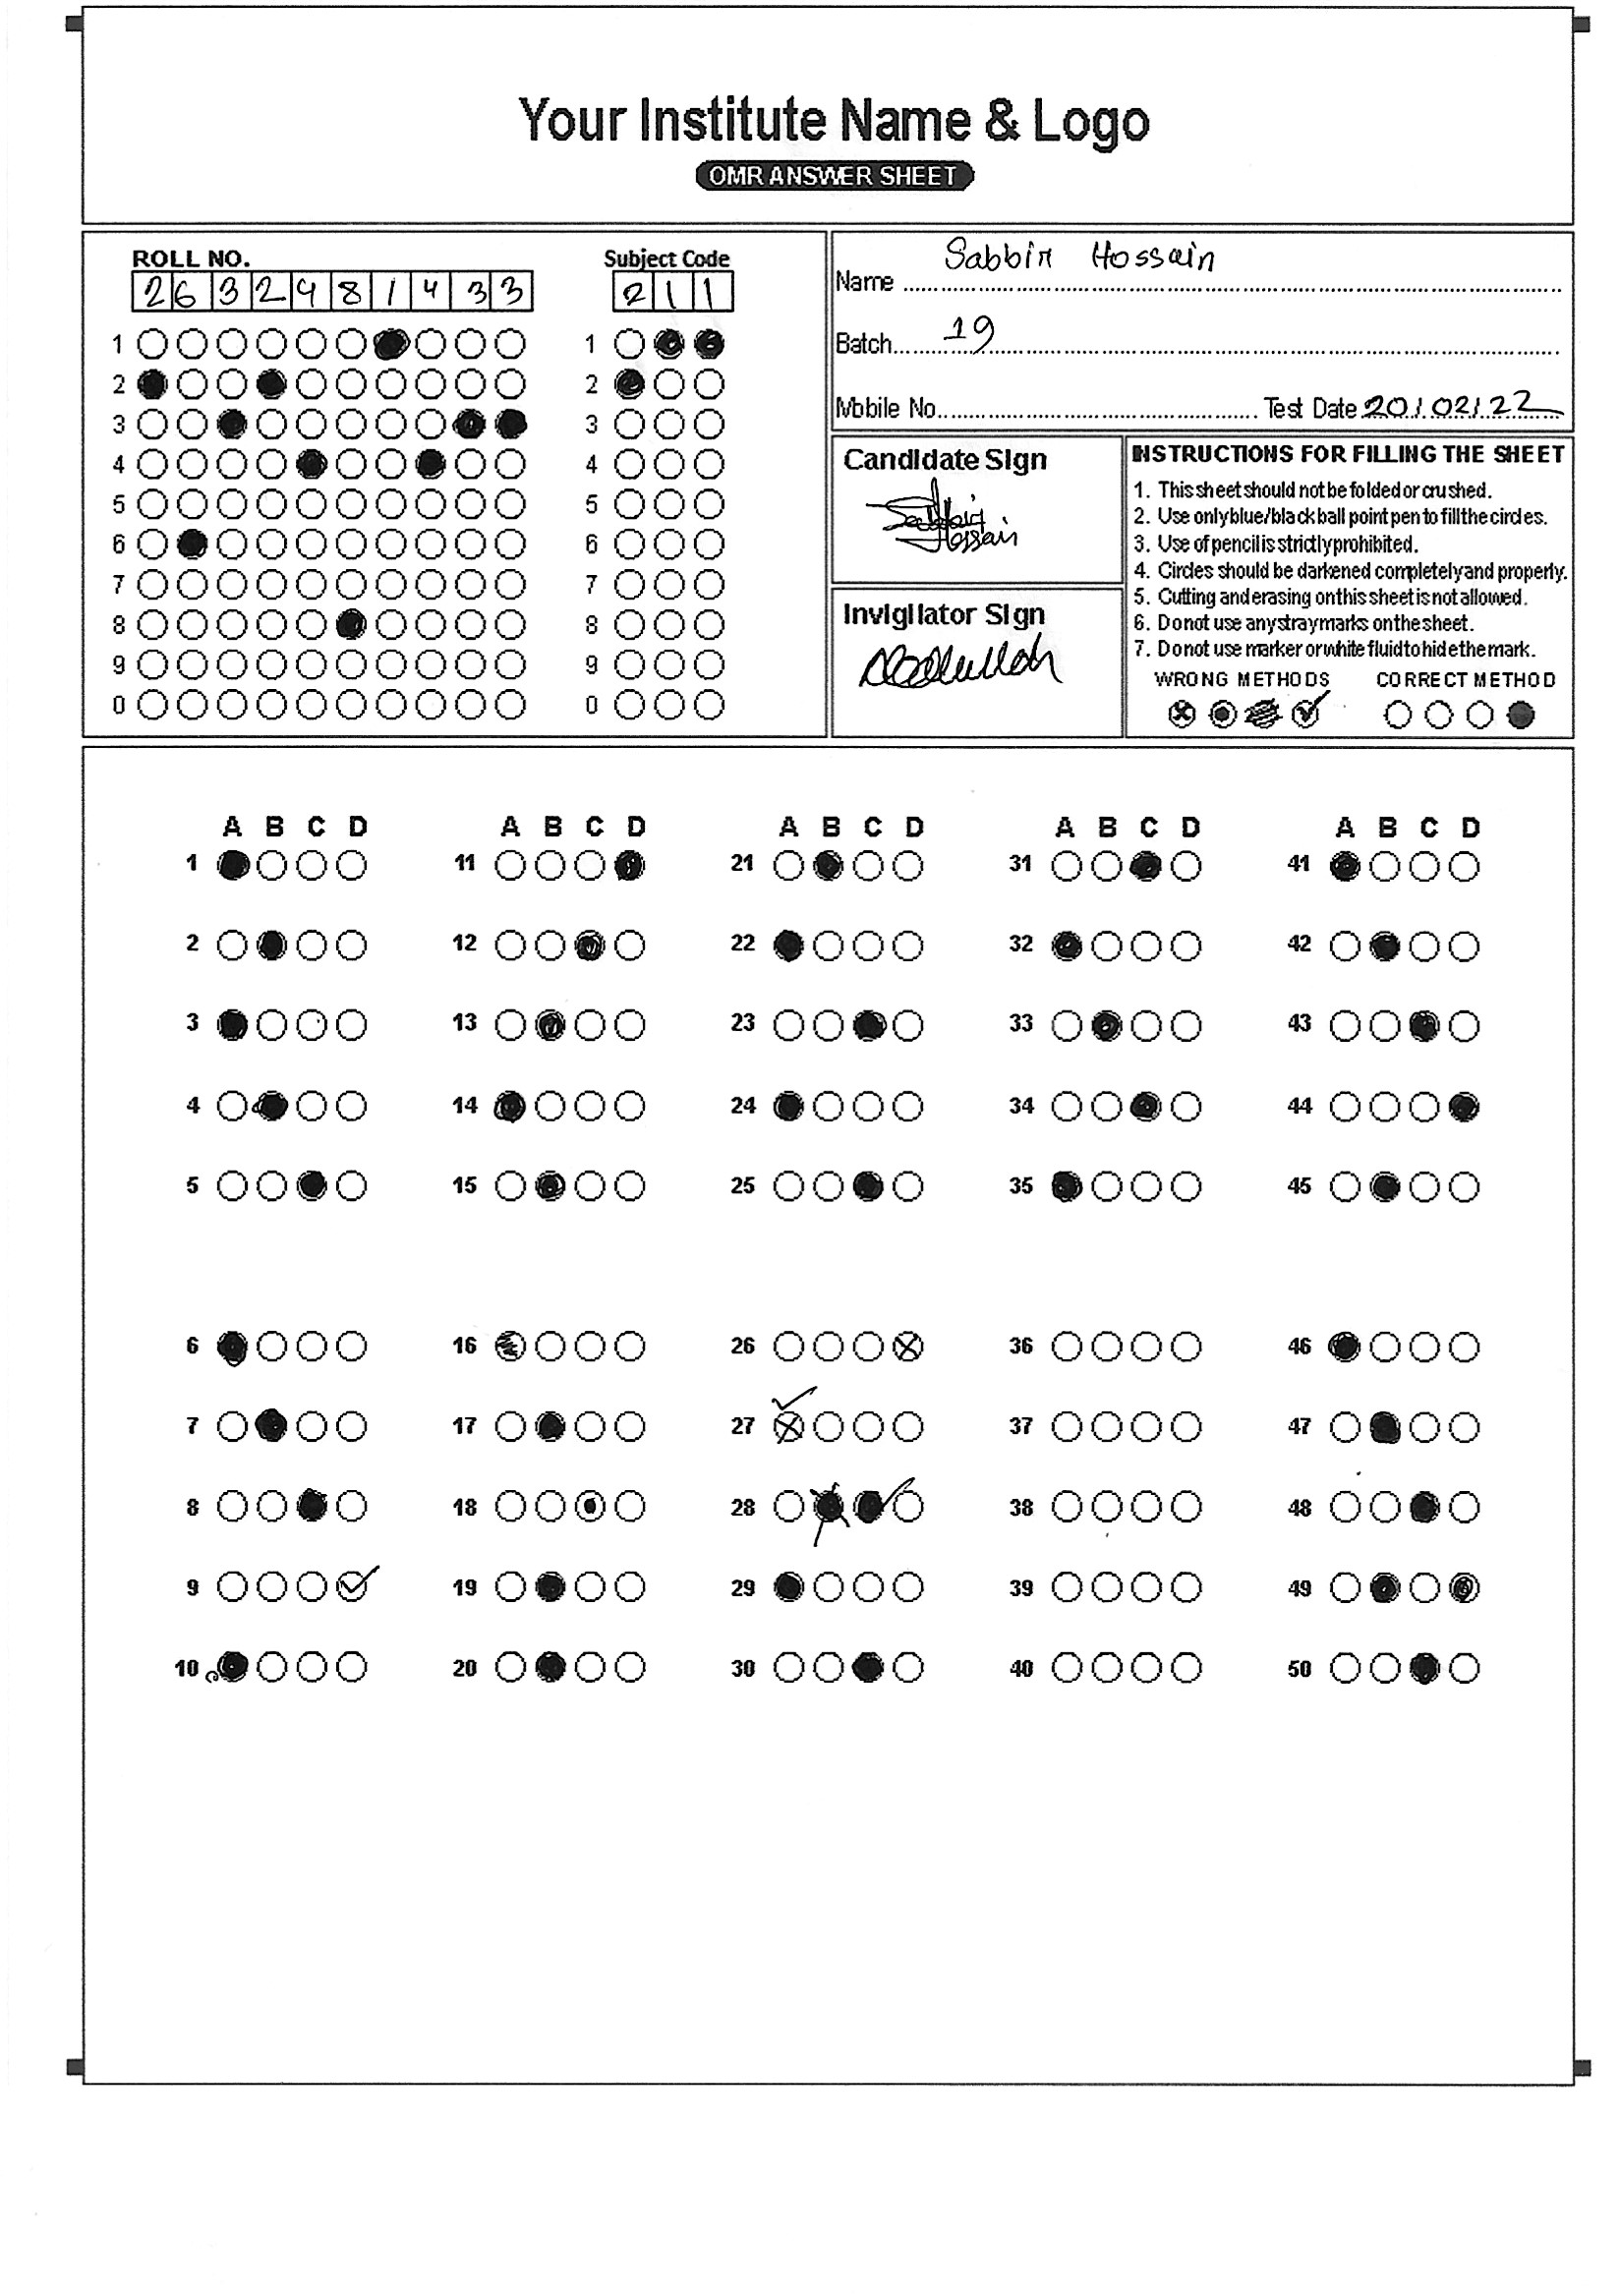 Your Institute Name & Logo
OMR ANSWER SHEET
ROLL NO.
2 6 3 2 4 8 1 4 3 3
1
2
3
4
5
6
7
8
9
0
Subject Code
2 1 1
1
2
3
4
5
6
7
8
9
0
Name Sabbir Hossain
Batch 19
Mobile No. Test Date 20/02/22
Candidate Sign
Sabbir
Hossain
Invigilator Sign
Abdullah
INSTRUCTIONS FOR FILLING THE SHEET
1. This sheet should not be folded or crushed.
2. Use only blue/black ball point pen to fill the circles.
3. Use of pencil is strictly prohibited.
4. Circles should be darkened completely and properly.
5. Cutting and erasing on this sheet is not allowed.
6. Do not use any stray marks on the sheet.
7. Do not use marker or white fluid to hide the mark.
WRONG METHODS CORRECT METHOD
A B C D
1
2
3
4
5
6
7
8
9
10
A B C D
11
12
13
14
15
16
17
18
19
20
A B C D
21
22
23
24
25
26
27
28
29
30
A B C D
31
32
33
34
35
36
37
38
39
40
A B C D
41
42
43
44
45
46
47
48
49
50